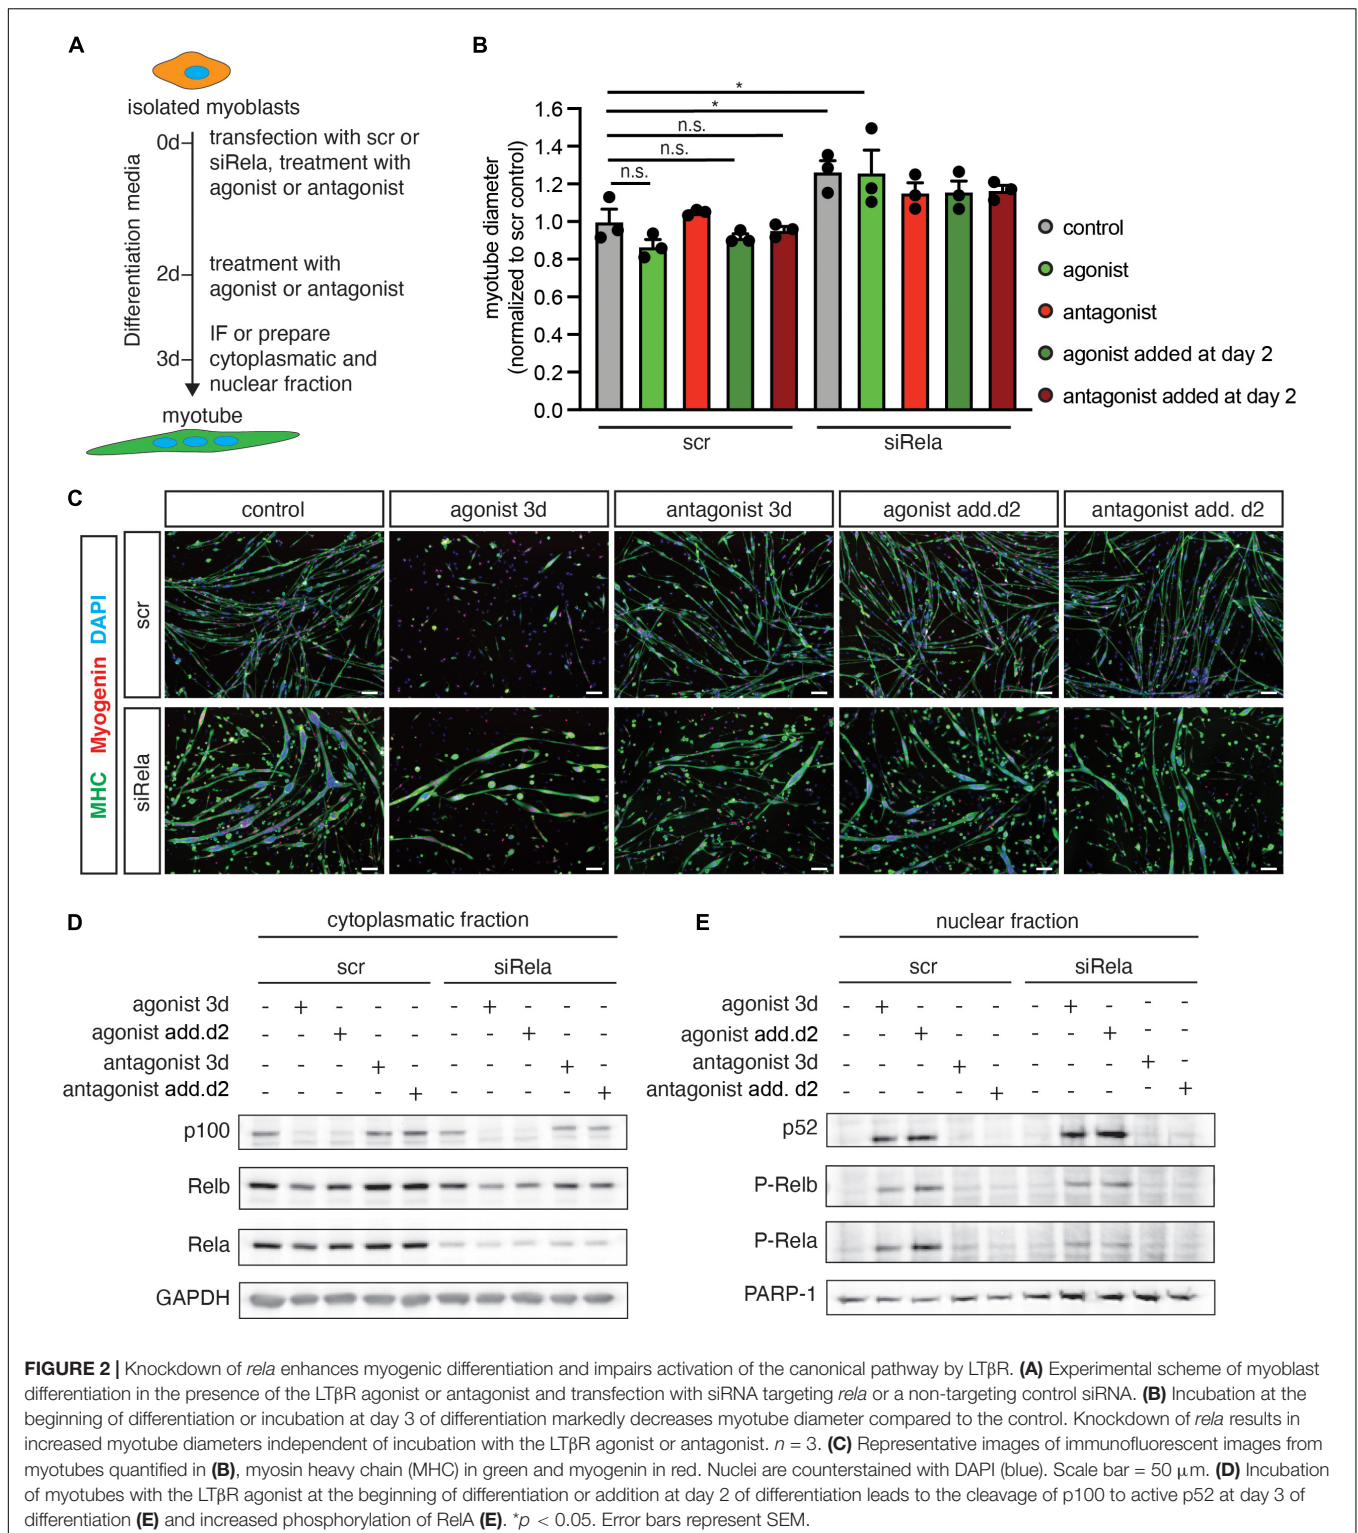 A
isolated myoblasts
Differentiation media
0d
transfection with scr or
siRela, treatment with
agonist or antagonist
2d
treatment with
agonist or antagonist
3d
IF or prepare
cytoplasmatic and
nuclear fraction
myotube
B
myotube diameter
(normalized to scr control)
1.6
1.4
1.2
1.0
0.8
0.6
0.4
0.2
0.0
*
*
n.s.
n.s.
n.s.
scr
siRela
control
agonist
antagonist
agonist added at day 2
antagonist added at day 2
C
control
agonist 3d
antagonist 3d
agonist add.d2
antagonist add. d2
MHC Myogenin DAPI
scr
siRela
D
cytoplasmatic fraction
scr siRela
agonist 3d - + - - - - + - - -
agonist add.d2 - - + - - - - + - -
antagonist 3d - - - + - - - - + -
antagonist add.d2 - - - - + - - - - +
p100
Relb
Rela
GAPDH
E
nuclear fraction
scr siRela
agonist 3d - + - - - - + - - -
agonist add.d2 - - + - - - - + - -
antagonist 3d - - - + - - - - + -
antagonist add. d2 - - - - + - - - - +
p52
P-Relb
P-Rela
PARP-1
FIGURE 2 | Knockdown of rela enhances myogenic differentiation and impairs activation of the canonical pathway by LTβR. (A) Experimental scheme of myoblast
differentiation in the presence of the LTβR agonist or antagonist and transfection with siRNA targeting rela or a non-targeting control siRNA. (B) Incubation at the
beginning of differentiation or incubation at day 3 of differentiation markedly decreases myotube diameter compared to the control. Knockdown of rela results in
increased myotube diameters independent of incubation with the LTβR agonist or antagonist. n = 3. (C) Representative images of immunofluorescent images from
myotubes quantified in (B), myosin heavy chain (MHC) in green and myogenin in red. Nuclei are counterstained with DAPI (blue). Scale bar = 50 μm. (D) Incubation
of myotubes with the LTβR agonist at the beginning of differentiation or addition at day 2 of differentiation leads to the cleavage of p100 to active p52 at day 3 of
differentiation (E) and increased phosphorylation of RelA (E). *p < 0.05. Error bars represent SEM.